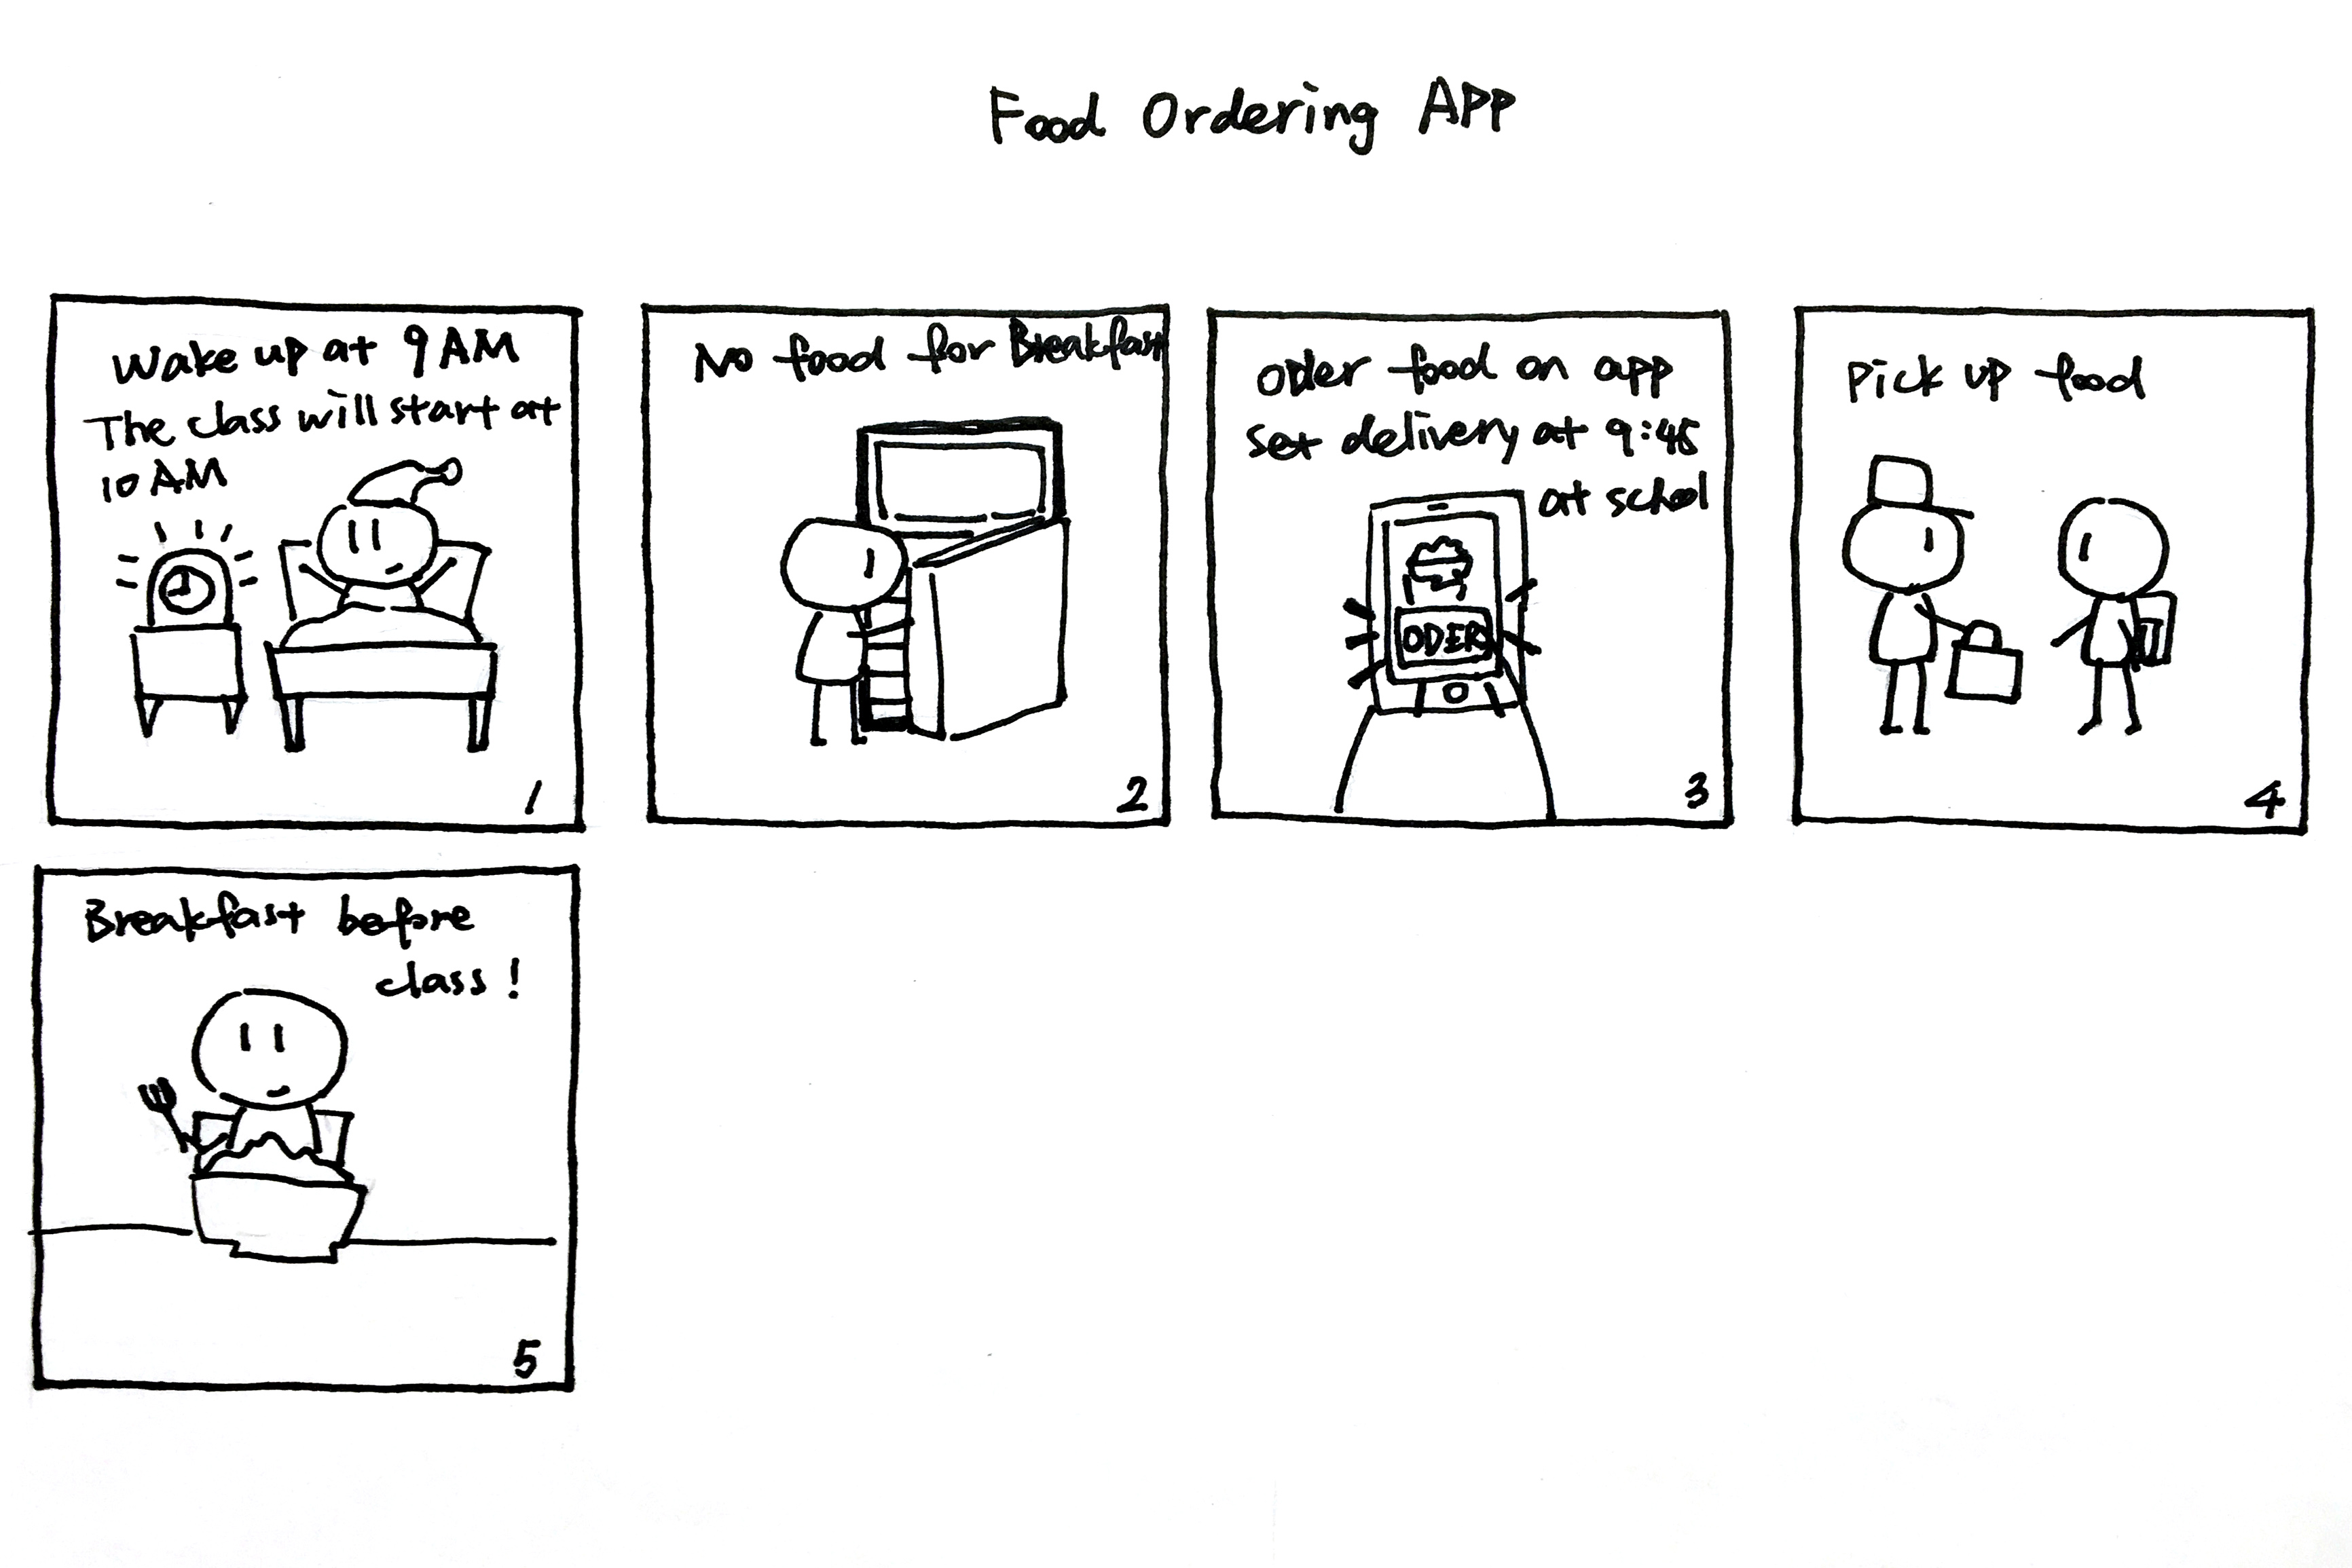 Food Ordering App
Wake up at 9 AM
The class will start at
10 AM
1
No food for Breakfast
2
Oder food on app
set delivery at 9:45
at school
ODER
3
Pick up food
4
Breakfast before
class!
5